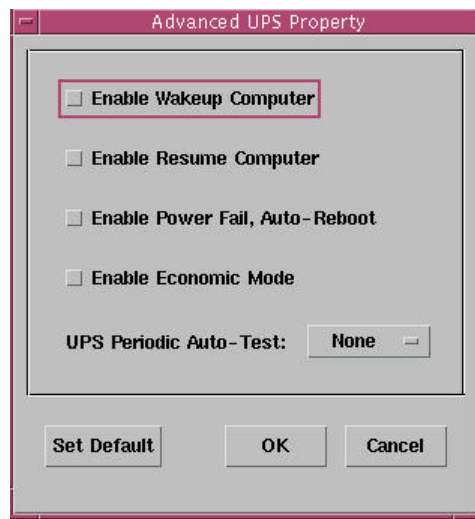 Advanced UPS Property
Enable Wakeup Computer
Enable Resume Computer
Enable Power Fail, Auto-Reboot
Enable Economic Mode
UPS Periodic Auto-Test: None
Set Default OK Cancel